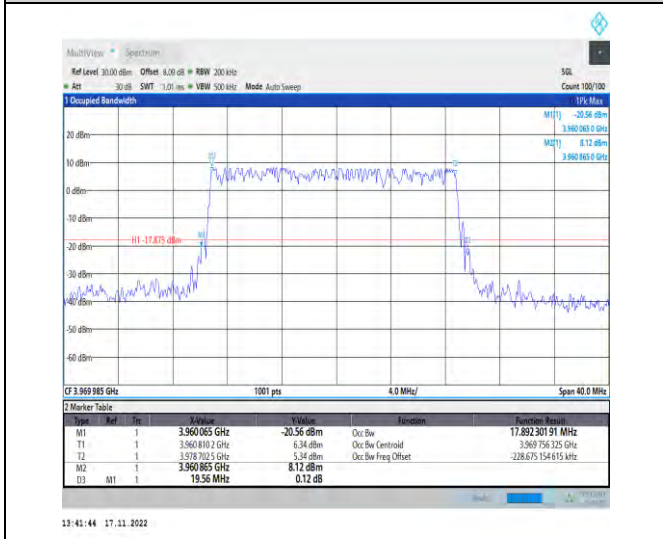 MultiView Spectrum
Ref Level 30.00 dBm Offset 8.09 dB RBW 200 kHz SGL
Att 30 dB SWT 1.01 ms VBW 500 kHz Mode Auto Sweep Count 100/100
1 Occupied Bandwidth 1Pk Max
M1[1] -20.56 dBm
3.960 065 0 GHz
M2[1] 8.12 dBm
3.960 865 0 GHz
20 dBm
10 dBm
0 dBm
-10 dBm
H1 -17.875 dBm
-20 dBm
-30 dBm
-40 dBm
-50 dBm
-60 dBm
CF 3.969 985 GHz 1001 pts 4.0 MHz/ Span 40.0 MHz
2 Marker Table
Type Ref Trc X-Value Y-Value Function Function Result
M1 1 3.960 065 GHz -20.56 dBm Occ Bw 17.892 301 91 MHz
T1 1 3.960 810 2 GHz 6.34 dBm Occ Bw Centroid 3.969 756 325 GHz
T2 1 3.978 702 5 GHz 5.34 dBm Occ Bw Freq Offset -228.675 154 615 kHz
M2 1 3.960 865 GHz 8.12 dBm
D3 M1 1 19.56 MHz 0.12 dB
13:41:44 17.11.2022